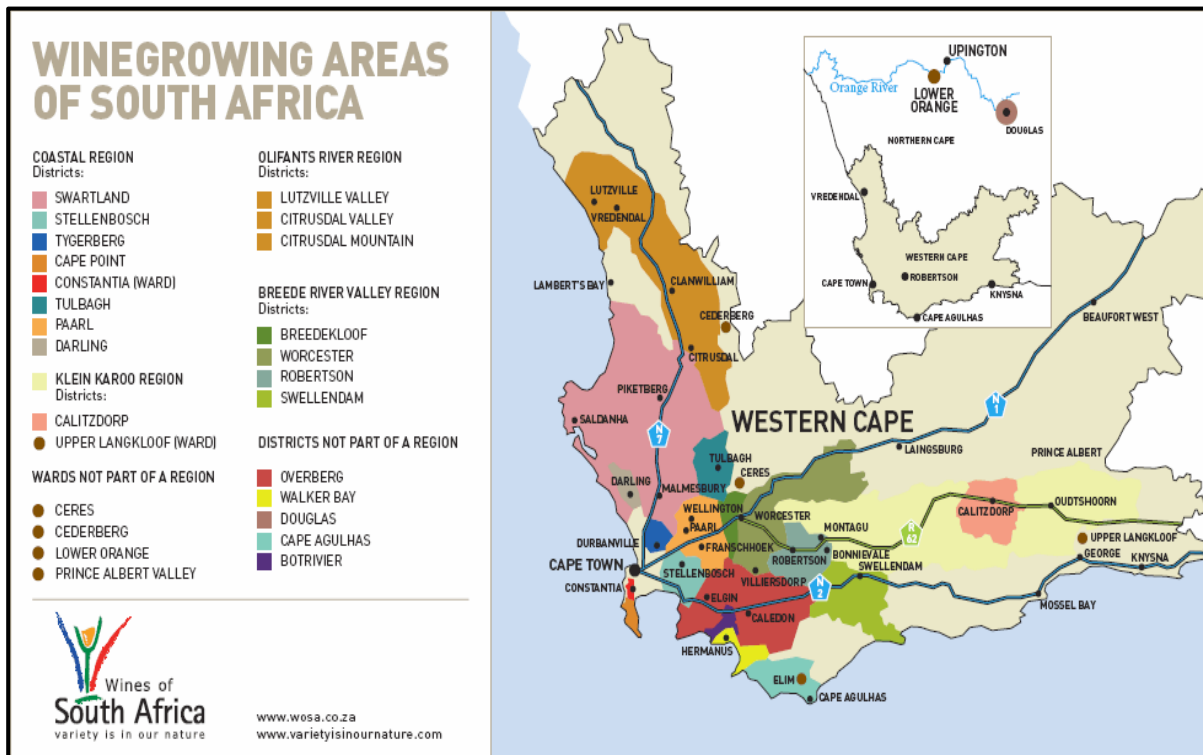 WINEGROWING AREAS
OF SOUTH AFRICA
COASTAL REGION
Districts:
SWARTLAND
STELLENBOSCH
TYGERBERG
CAPE POINT
CONSTANTIA (WARD)
TULBAGH
PAARL
DARLING
KLEIN KAROO REGION
Districts:
CALITZDORP
UPPER LANGKLOOF (WARD)
WARDS NOT PART OF A REGION
CERES
CEDERBERG
LOWER ORANGE
PRINCE ALBERT VALLEY
OLIFANTS RIVER REGION
Districts:
LUTZVILLE VALLEY
CITRUSDAL VALLEY
CITRUSDAL MOUNTAIN
BREEDE RIVER VALLEY REGION
Districts:
BREEDEKLOOF
WORCESTER
ROBERTSON
SWELLENDAM
DISTRICTS NOT PART OF A REGION
OVERBERG
WALKER BAY
DOUGLAS
CAPE AGULHAS
BOTRIVIER
Wines of
South Africa
variety is in our nature
www.wosa.co.za
www.varietyisinournature.com
UPINGTON
Orange River
LOWER
ORANGE
DOUGLAS
NORTHERN CAPE
VREDENDAL
WESTERN CAPE
ROBERTSON
CAPE TOWN
KNYSNA
CAPE AGULHAS
LUTZVILLE
VREDENDAL
LAMBERT'S BAY
CLANWILLIAM
CEDERBERG
CITRUSDAL
BEAUFORT WEST
PIKETBERG
SALDANHA
WESTERN CAPE
N
1
N
7
LAINGSBURG
PRINCE ALBERT
TULBAGH
CERES
DARLING
MALMESBURY
WELLINGTON
WORCESTER
PAARL
MONTAGU
CALITZDORP
OUDTSHOORN
R
62
DURBANVILLE
FRANSCHHOEK
ROBERTSON
BONNIEVALE
UPPER LANGKLOOF
GEORGE
KNYSNA
CAPE TOWN
STELLENBOSCH
VILLIERSDORP
SWELLENDAM
N
2
CONSTANTIA
ELGIN
CALEDON
MOSSEL BAY
HERMANUS
ELIM
CAPE AGULHAS